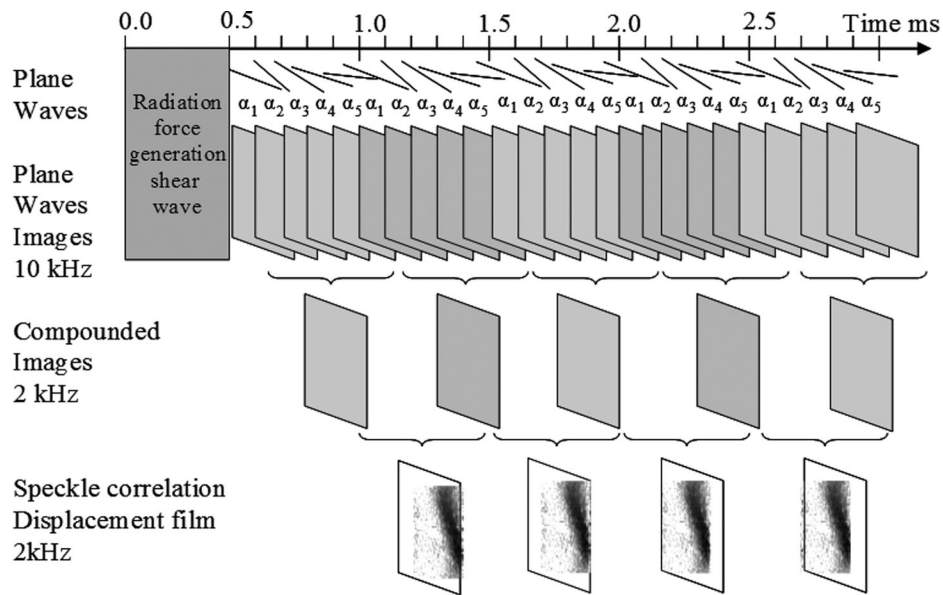 0.0 0.5 1.0 1.5 2.0 2.5 Time ms
Plane
Waves
Radiation
force
generation
shear
wave
α1 α2 α3 α4 α5 α1 α2 α3 α4 α5 α1 α2 α3 α4 α5 α1 α2 α3 α4 α5 α1 α2 α3 α4 α5
Plane
Waves
Images
10 kHz
Compounded
Images
2 kHz
Speckle correlation
Displacement film
2kHz